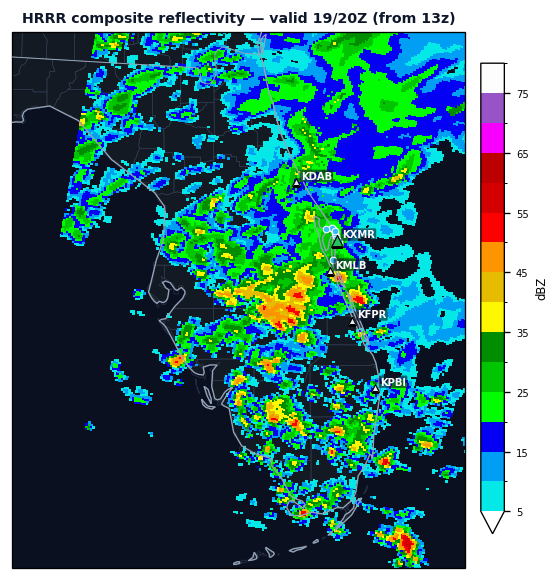 HRRR composite reflectivity — valid 19/20Z (from 13z)
KDAB
KXMR
KMLB
KFPR
KPBI
75
65
55
45
35
25
15
5
dBZ